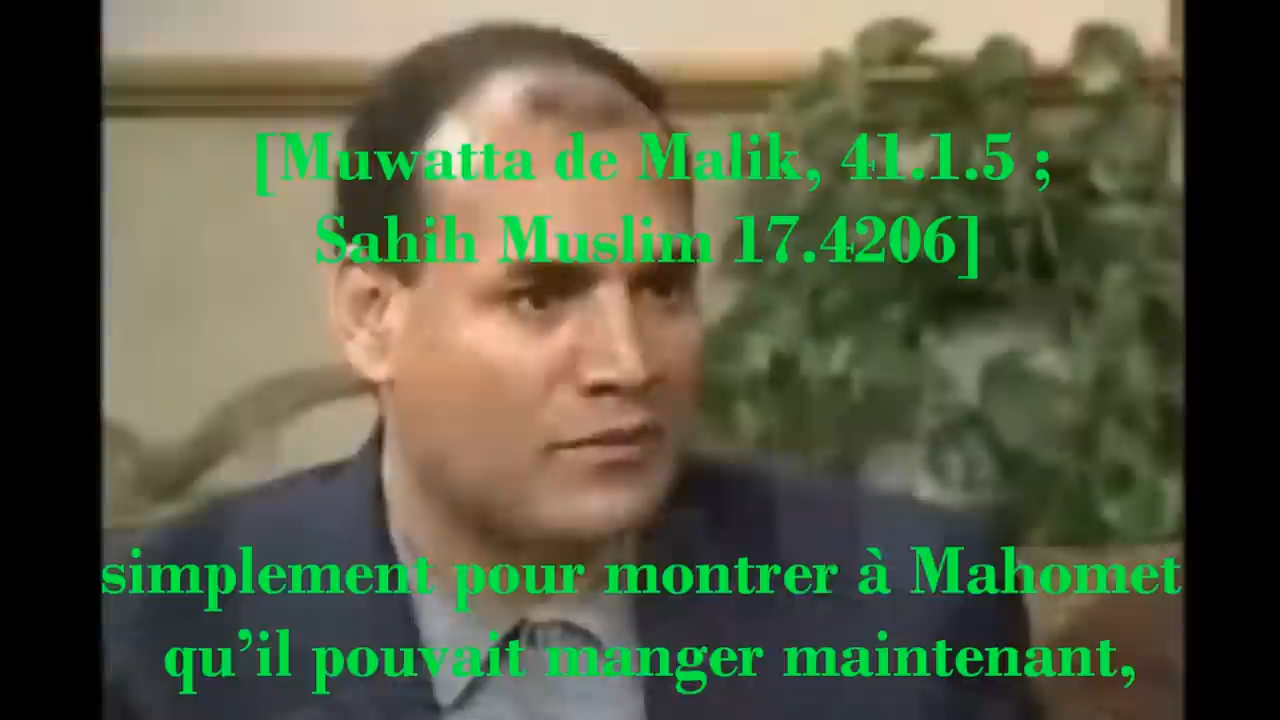 [Muwatta de Malik, 41.1.5 ;
Sahih Muslim 17.4206]
simplement pour montrer à Mahomet
qu’il pouvait manger maintenant,